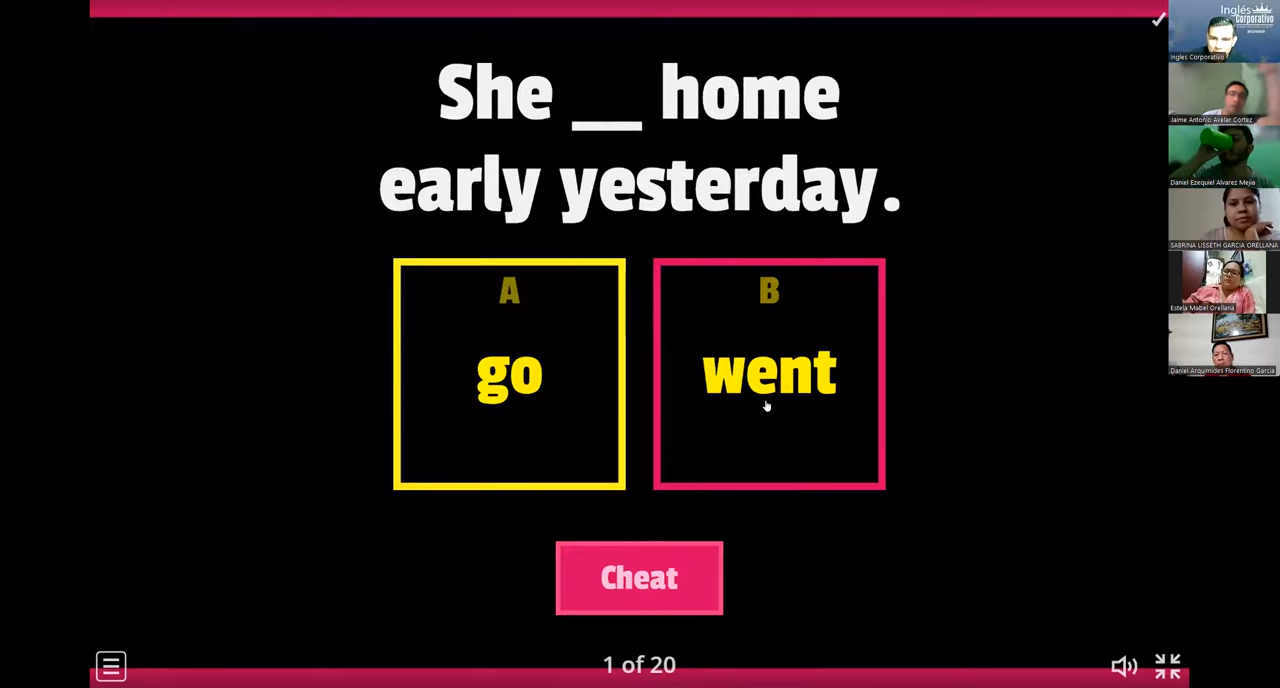 She __ home
early yesterday.
A
go
B
went
Cheat
1 of 20
Inglés
Corporativo
BEGINNER
Ingles Corporativo
Jaime Antonio Avelar Cortez
Daniel Ezequiel Alvarez Mejia
SABRINA LISSETH GARCIA ORELLANA
Estela Mabel Orellana
Daniel Arquimides Florentino Garcia